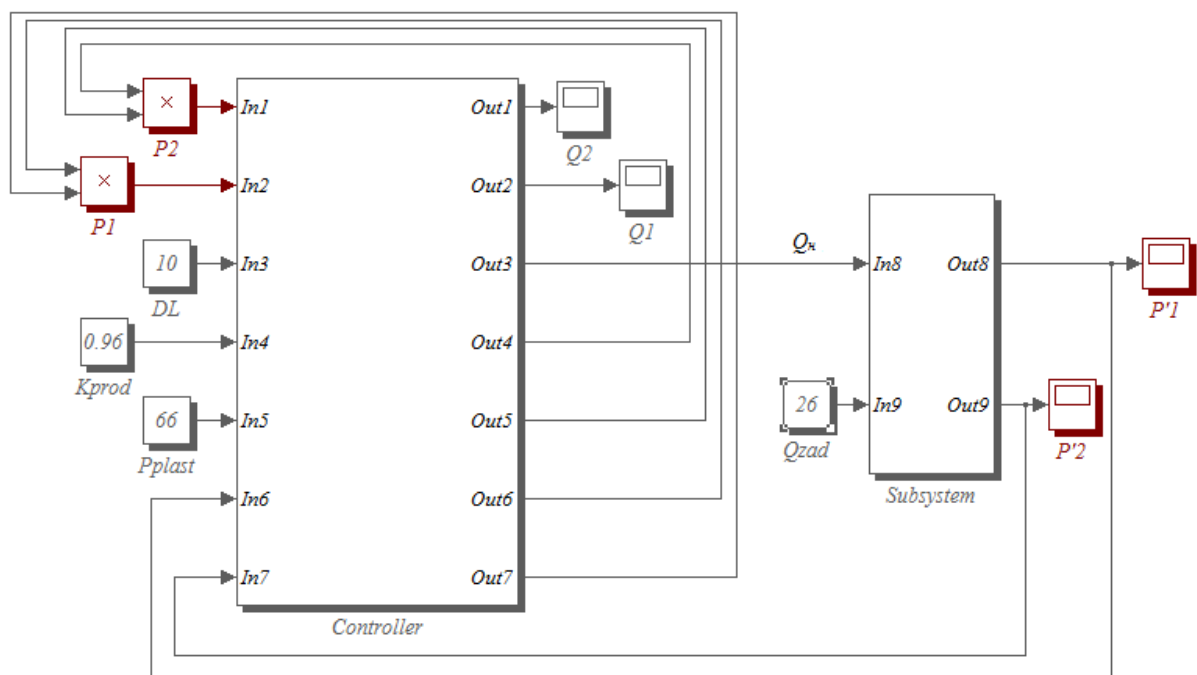 ×
P2
In1
Out1
Q2
×
P1
In2
Out2
Q1
10
DL
In3
Out3
Qн
In8
Out8
P'1
0.96
Kprod
In4
Out4
66
Pplast
In5
Out5
26
Qzad
In9
Out9
P'2
Subsystem
In6
Out6
In7
Out7
Controller